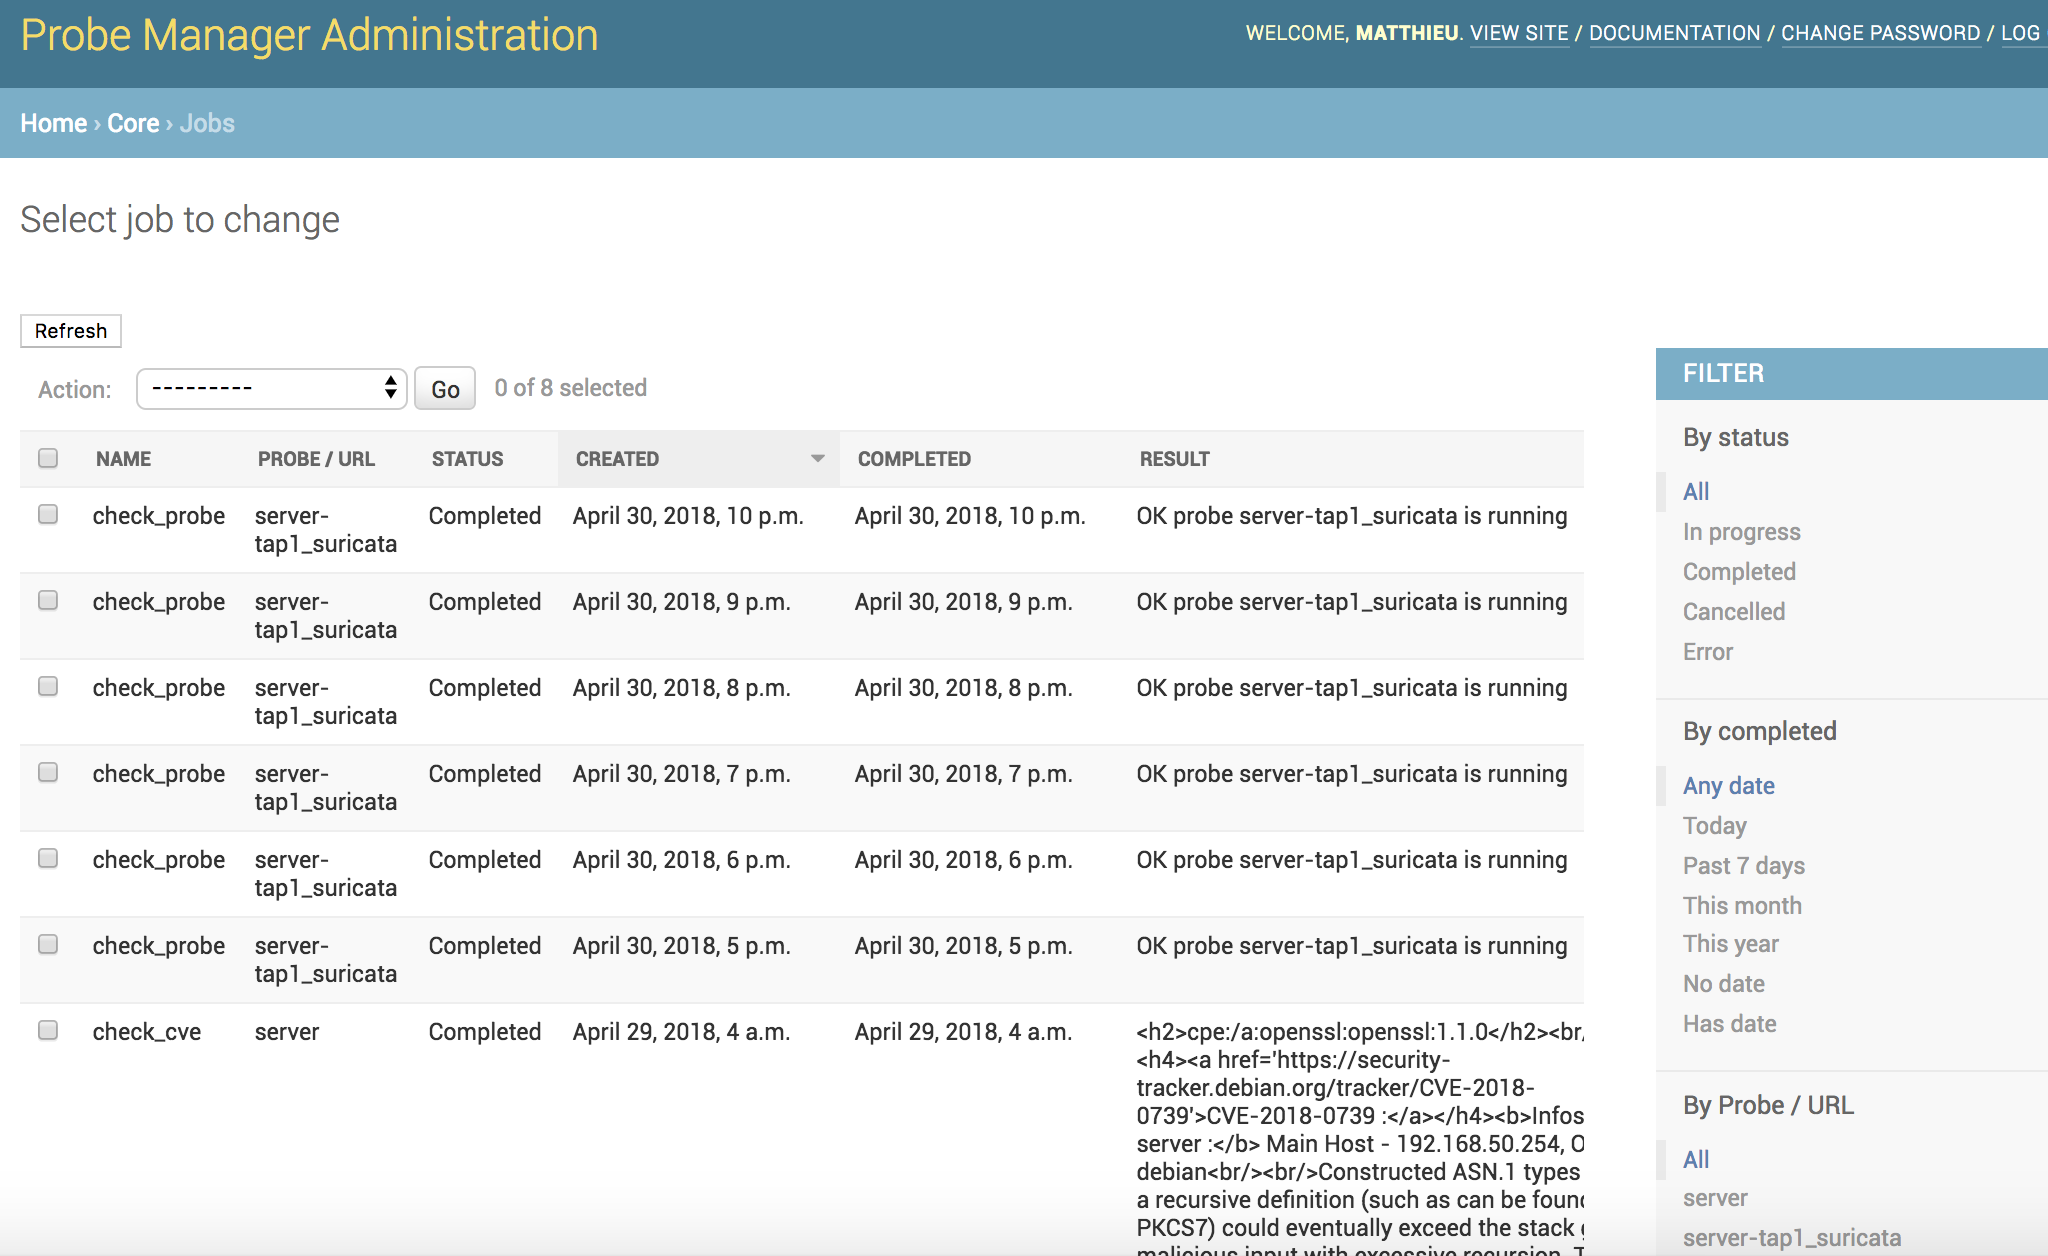 Probe Manager Administration
WELCOME, MATTHIEU. VIEW SITE / DOCUMENTATION / CHANGE PASSWORD / LOG
Home › Core › Jobs
Select job to change
Refresh
Action: --------- Go 0 of 8 selected
NAME PROBE / URL STATUS CREATED COMPLETED RESULT
check_probe server- Completed April 30, 2018, 10 p.m. April 30, 2018, 10 p.m. OK probe server-tap1_suricata is running
tap1_suricata
check_probe server- Completed April 30, 2018, 9 p.m. April 30, 2018, 9 p.m. OK probe server-tap1_suricata is running
tap1_suricata
check_probe server- Completed April 30, 2018, 8 p.m. April 30, 2018, 8 p.m. OK probe server-tap1_suricata is running
tap1_suricata
check_probe server- Completed April 30, 2018, 7 p.m. April 30, 2018, 7 p.m. OK probe server-tap1_suricata is running
tap1_suricata
check_probe server- Completed April 30, 2018, 6 p.m. April 30, 2018, 6 p.m. OK probe server-tap1_suricata is running
tap1_suricata
check_probe server- Completed April 30, 2018, 5 p.m. April 30, 2018, 5 p.m. OK probe server-tap1_suricata is running
tap1_suricata
check_cve server Completed April 29, 2018, 4 a.m. April 29, 2018, 4 a.m. <h2>cpe:/a:openssl:openssl:1.1.0</h2><br/
<h4><a href='https://security-
tracker.debian.org/tracker/CVE-2018-
0739'>CVE-2018-0739 :</a></h4><b>Infos
server :</b> Main Host - 192.168.50.254, O
debian<br/><br/>Constructed ASN.1 types
a recursive definition (such as can be found
PKCS7) could eventually exceed the stack
malicious input with excessive recursion. T
FILTER
By status
All
In progress
Completed
Cancelled
Error
By completed
Any date
Today
Past 7 days
This month
This year
No date
Has date
By Probe / URL
All
server
server-tap1_suricata